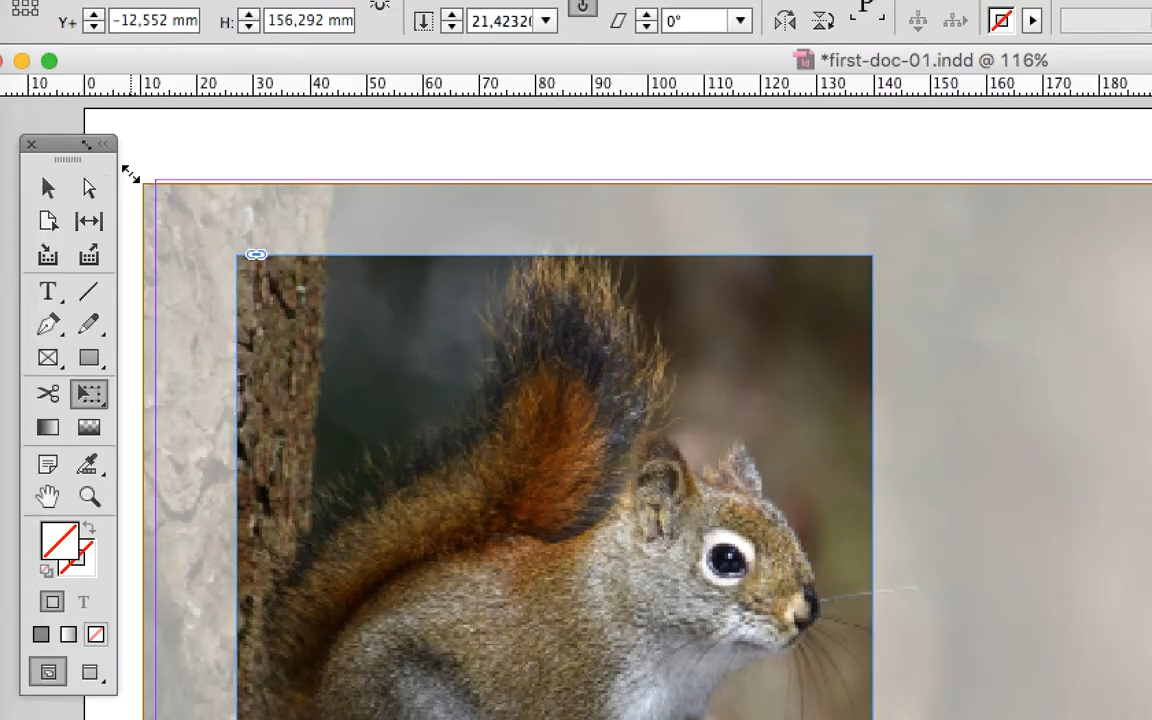 Y+ -12,552 mm H: 156,292 mm 21,4232( 0° P
*first-doc-01.indd @ 116%
10 0 10 20 30 40 50 60 70 80 90 100 110 120 130 140 150 160 170 180
T
T